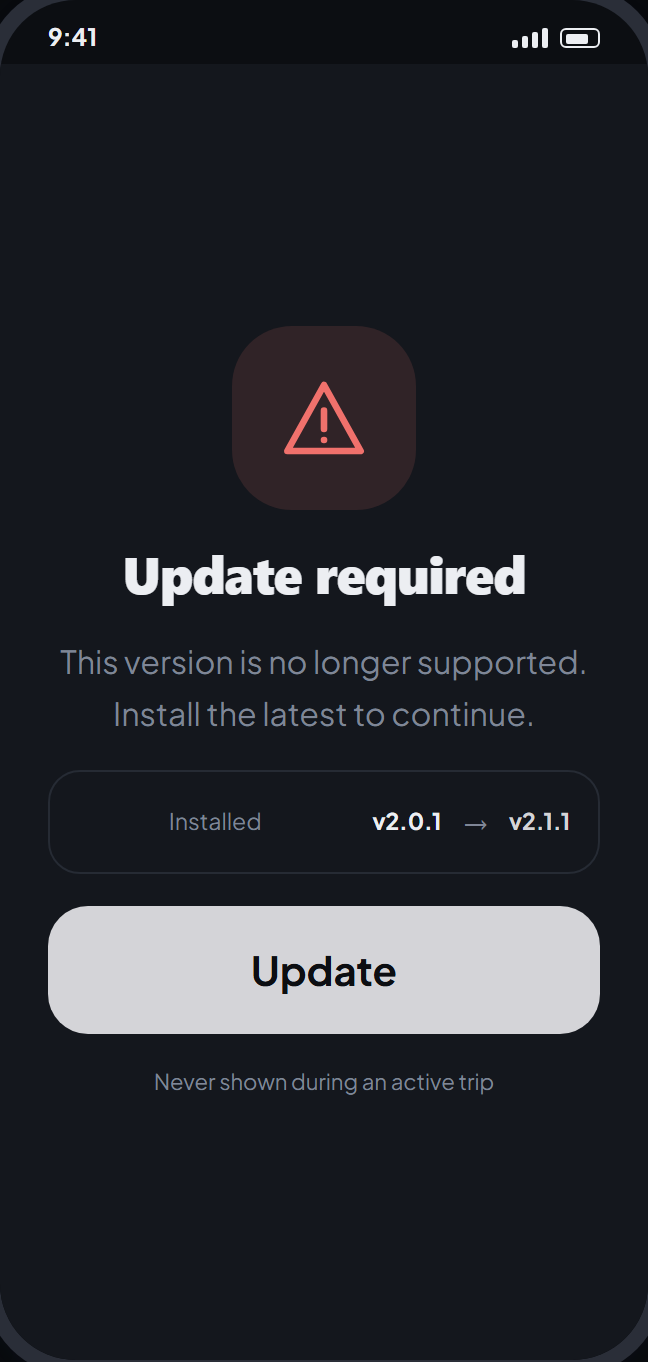 9:41
Update required
This version is no longer supported.
Install the latest to continue.
Installed v2.0.1 → v2.1.1
Update
Never shown during an active trip